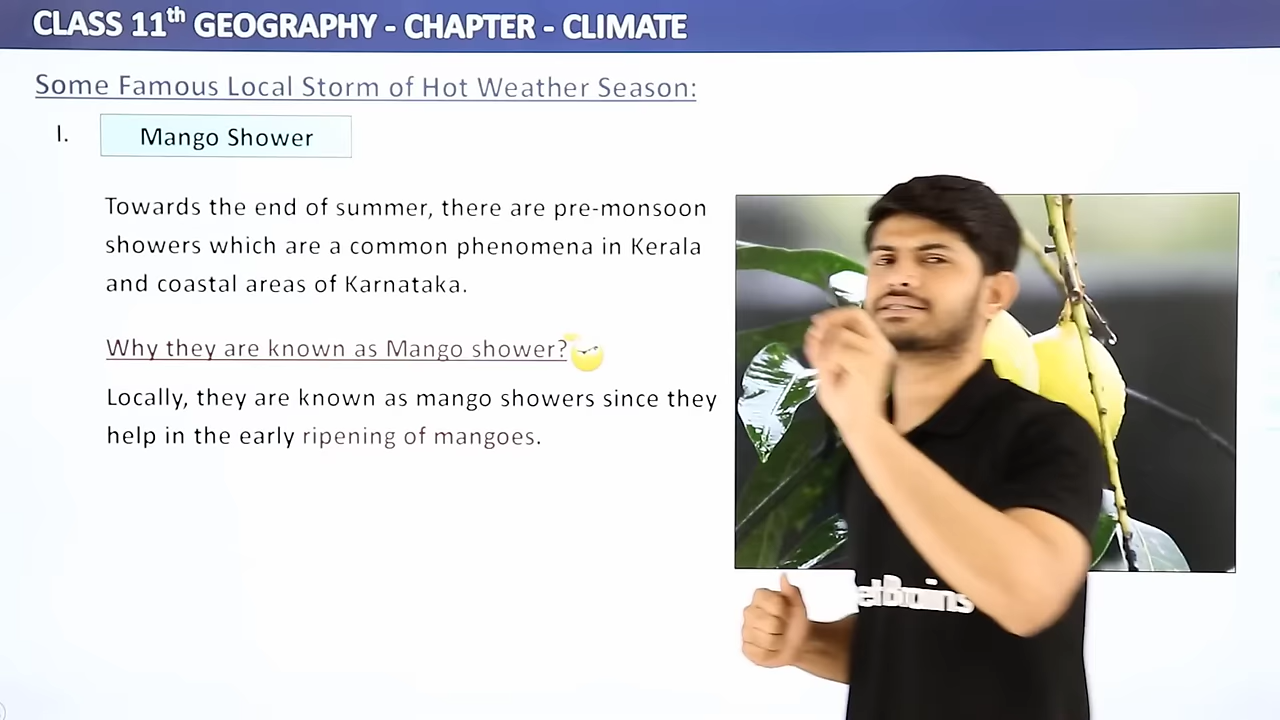 CLASS 11th GEOGRAPHY - CHAPTER - CLIMATE
Some Famous Local Storm of Hot Weather Season:
I. Mango Shower
Towards the end of summer, there are pre-monsoon
showers which are a common phenomena in Kerala
and coastal areas of Karnataka.
Why they are known as Mango shower?
Locally, they are known as mango showers since they
help in the early ripening of mangoes.